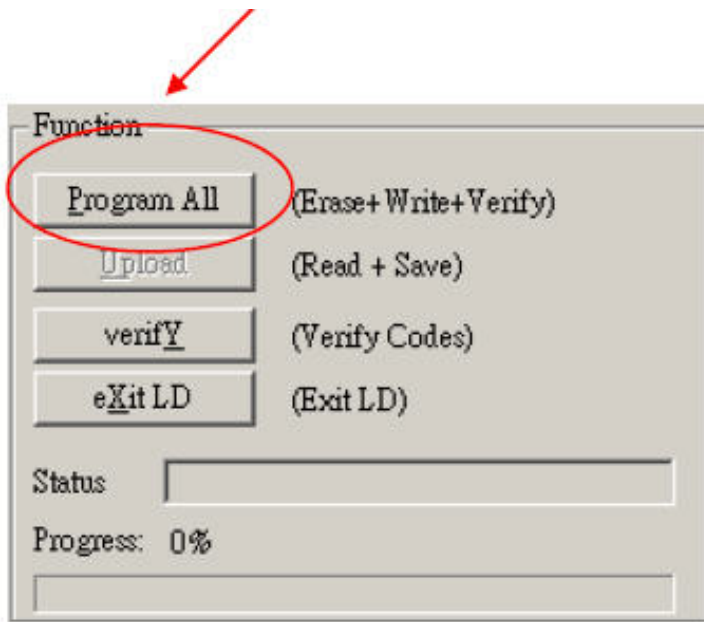 Function
Program All (Erase+Write+Verify)
Upload (Read + Save)
verifY (Verify Codes)
eXit LD (Exit LD)
Status
Progress: 0%